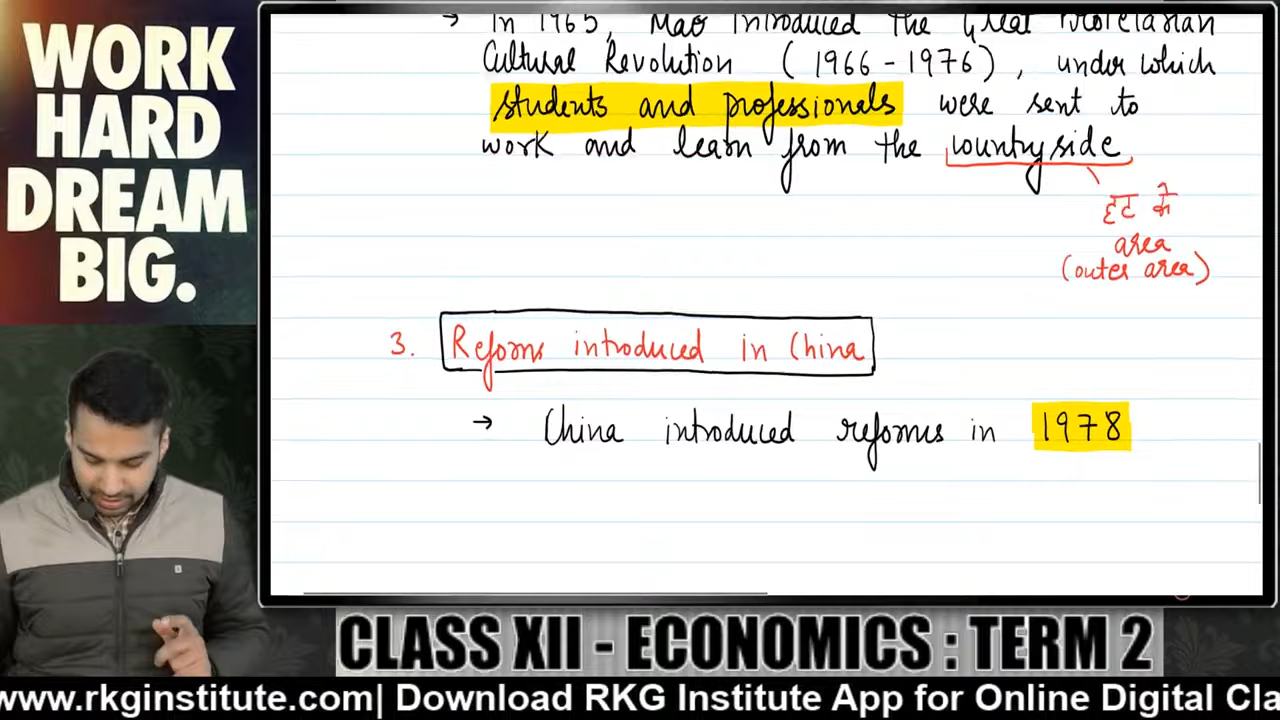 WORK
HARD
DREAM
BIG.
→ In 1965, Mao introduced the Great Proletarian
Cultural Revolution (1966-1976), under which
students and professionals were sent to
work and learn from the countryside
area
(outer area)
3. Reforms introduced in China
→ China introduced reforms in 1978
CLASS XII - ECONOMICS : TERM 2
www.rkginstitute.com| Download RKG Institute App for Online Digital Cla